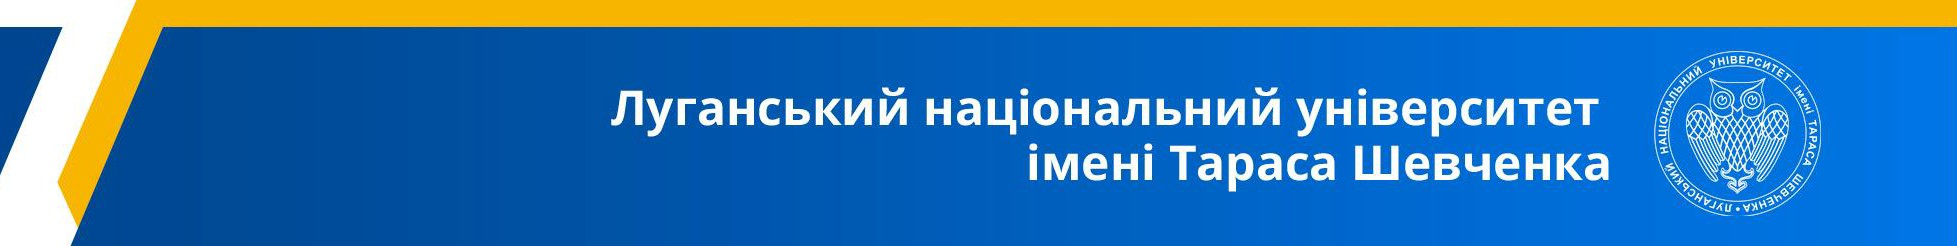 Луганський національний університет
імені Тараса Шевченка
ЛУГАНСЬКИЙ НАЦІОНАЛЬНИЙ УНІВЕРСИТЕТ імені ТАРАСА ШЕВЧЕНКА •